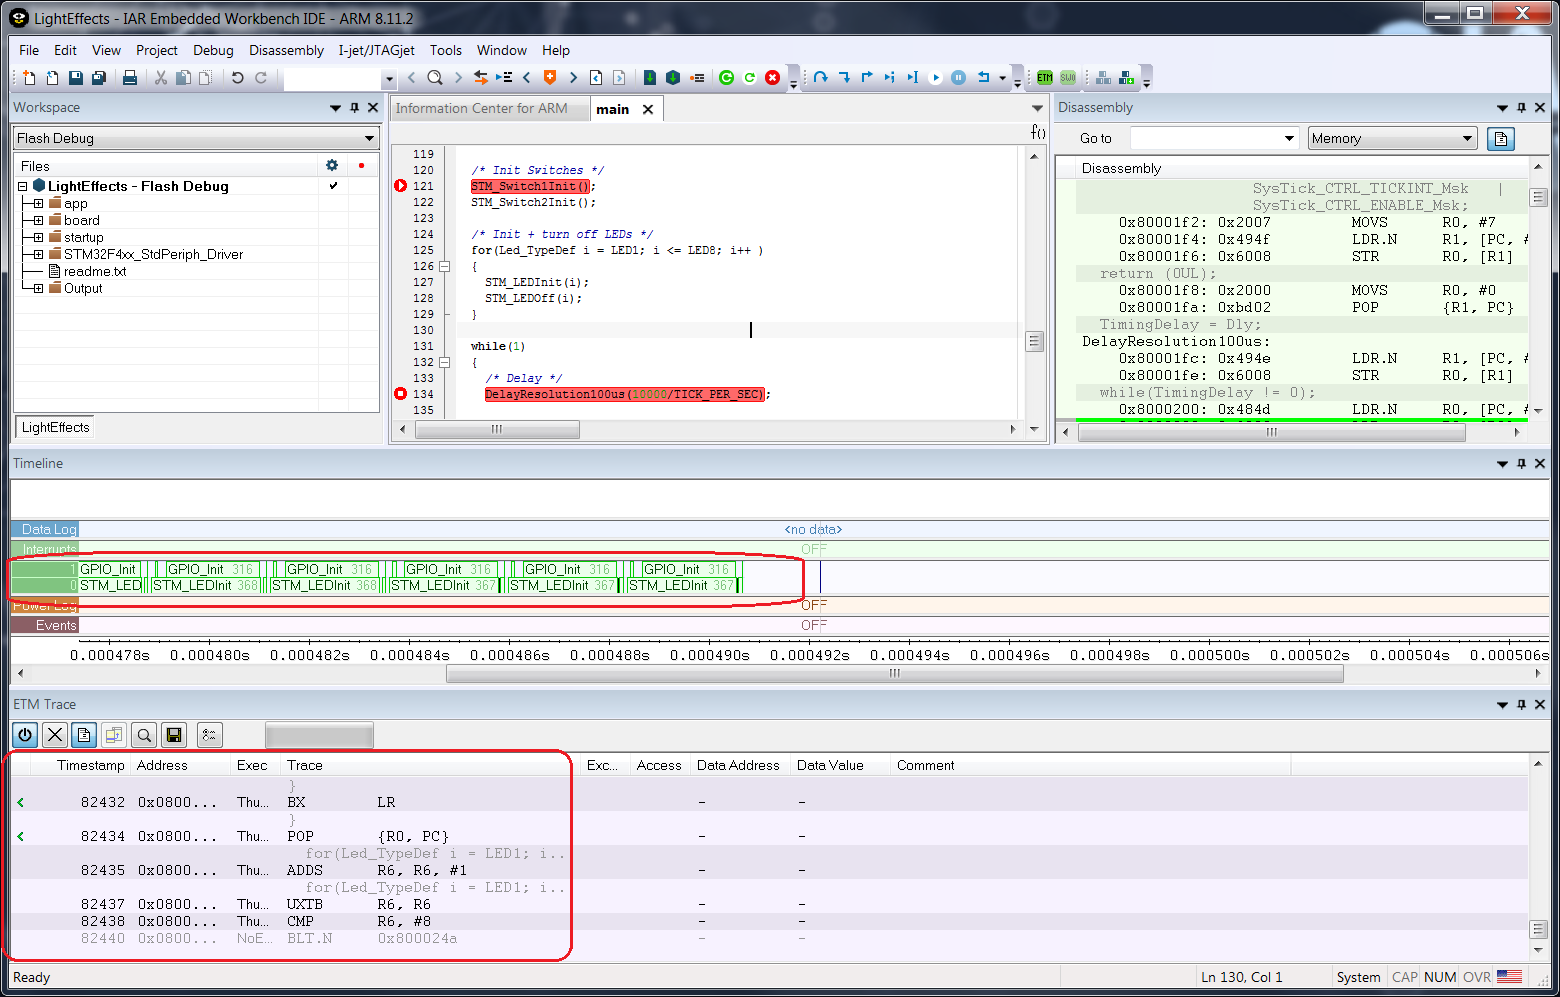 LightEffects - IAR Embedded Workbench IDE - ARM 8.11.2
File Edit View Project Debug Disassembly I-jet/JTAGjet Tools Window Help
ETM SWO
Workspace
Flash Debug
Files
LightEffects - Flash Debug
app
board
startup
STM32F4xx_StdPeriph_Driver
readme.txt
Output
LightEffects
Information Center for ARM main
f()
119
120 /* Init Switches */
121 STM_Switch1Init();
122 STM_Switch2Init();
123
124 /* Init + turn off LEDs */
125 for(Led_TypeDef i = LED1; i <= LED8; i++ )
126 {
127 STM_LEDInit(i);
128 STM_LEDOff(i);
129 }
130
131 while(1)
132 {
133 /* Delay */
134 DelayResolution100us(10000/TICK_PER_SEC);
135
Disassembly
Go to Memory
Disassembly
SysTick_CTRL_TICKINT_Msk |
SysTick_CTRL_ENABLE_Msk;
0x80001f2: 0x2007 MOVS R0, #7
0x80001f4: 0x494f LDR.N R1, [PC, #
0x80001f6: 0x6008 STR R0, [R1]
return (0UL);
0x80001f8: 0x2000 MOVS R0, #0
0x80001fa: 0xbd02 POP {R1, PC}
TimingDelay = Dly;
DelayResolution100us:
0x80001fc: 0x494e LDR.N R1, [PC, #
0x80001fe: 0x6008 STR R0, [R1]
while(TimingDelay != 0);
0x8000200: 0x484d LDR.N R0, [PC, #
Timeline
Data Log <no data>
Interrupts OFF
1 GPIO_Init GPIO_Init 316 GPIO_Init 316 GPIO_Init 316 GPIO_Init 316 GPIO_Init 316
0 STM_LED STM_LEDInit 368 STM_LEDInit 368 STM_LEDInit 367 STM_LEDInit 367 STM_LEDInit 367
Power Log OFF
Events OFF
0.000478s 0.000480s 0.000482s 0.000484s 0.000486s 0.000488s 0.000490s 0.000492s 0.000494s 0.000496s 0.000498s 0.000500s 0.000502s 0.000504s 0.000506s
ETM Trace
Timestamp Address Exec Trace Exc... Access Data Address Data Value Comment
}
82432 0x0800... Thu... BX LR - -
}
82434 0x0800... Thu... POP {R0, PC} - -
for(Led_TypeDef i = LED1; i..
82435 0x0800... Thu... ADDS R6, R6, #1 - -
for(Led_TypeDef i = LED1; i..
82437 0x0800... Thu... UXTB R6, R6 - -
82438 0x0800... Thu... CMP R6, #8 - -
82440 0x0800... NoE... BLT.N 0x800024a - -
Ready Ln 130, Col 1 System CAP NUM OVR